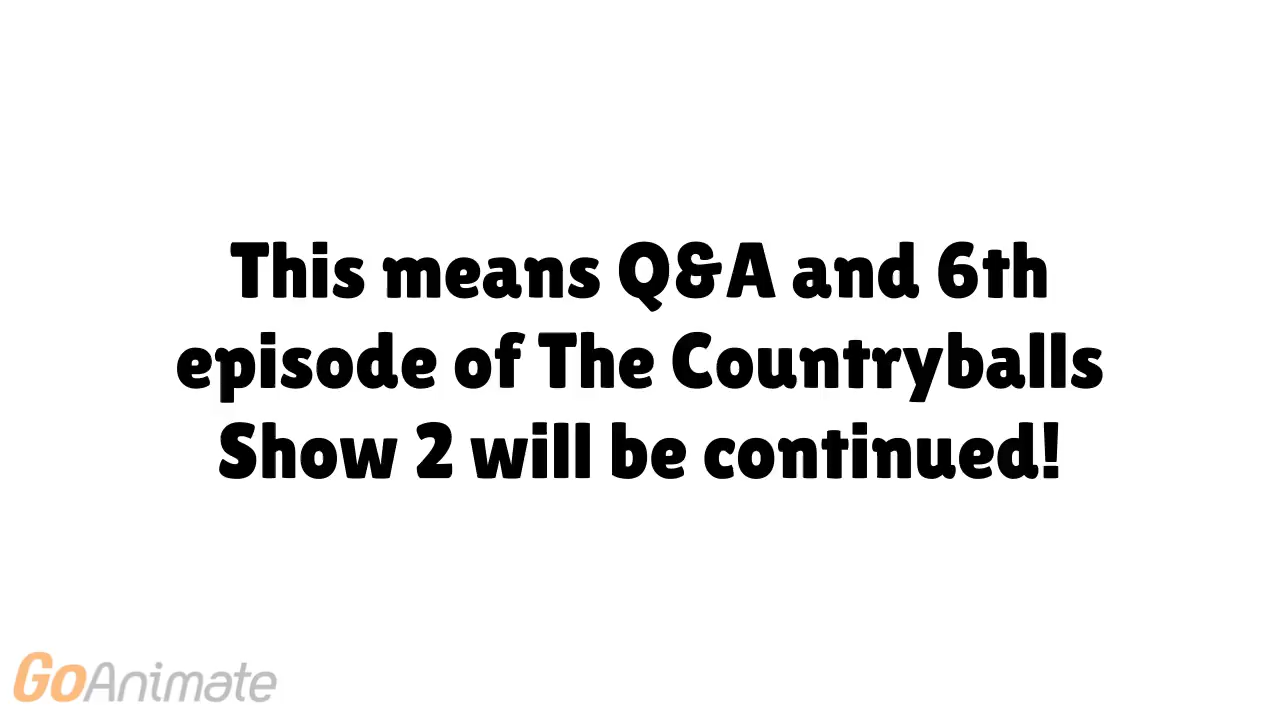 This means Q&A and 6th
episode of The Countryballs
Show 2 will be continued!
GoAnimate